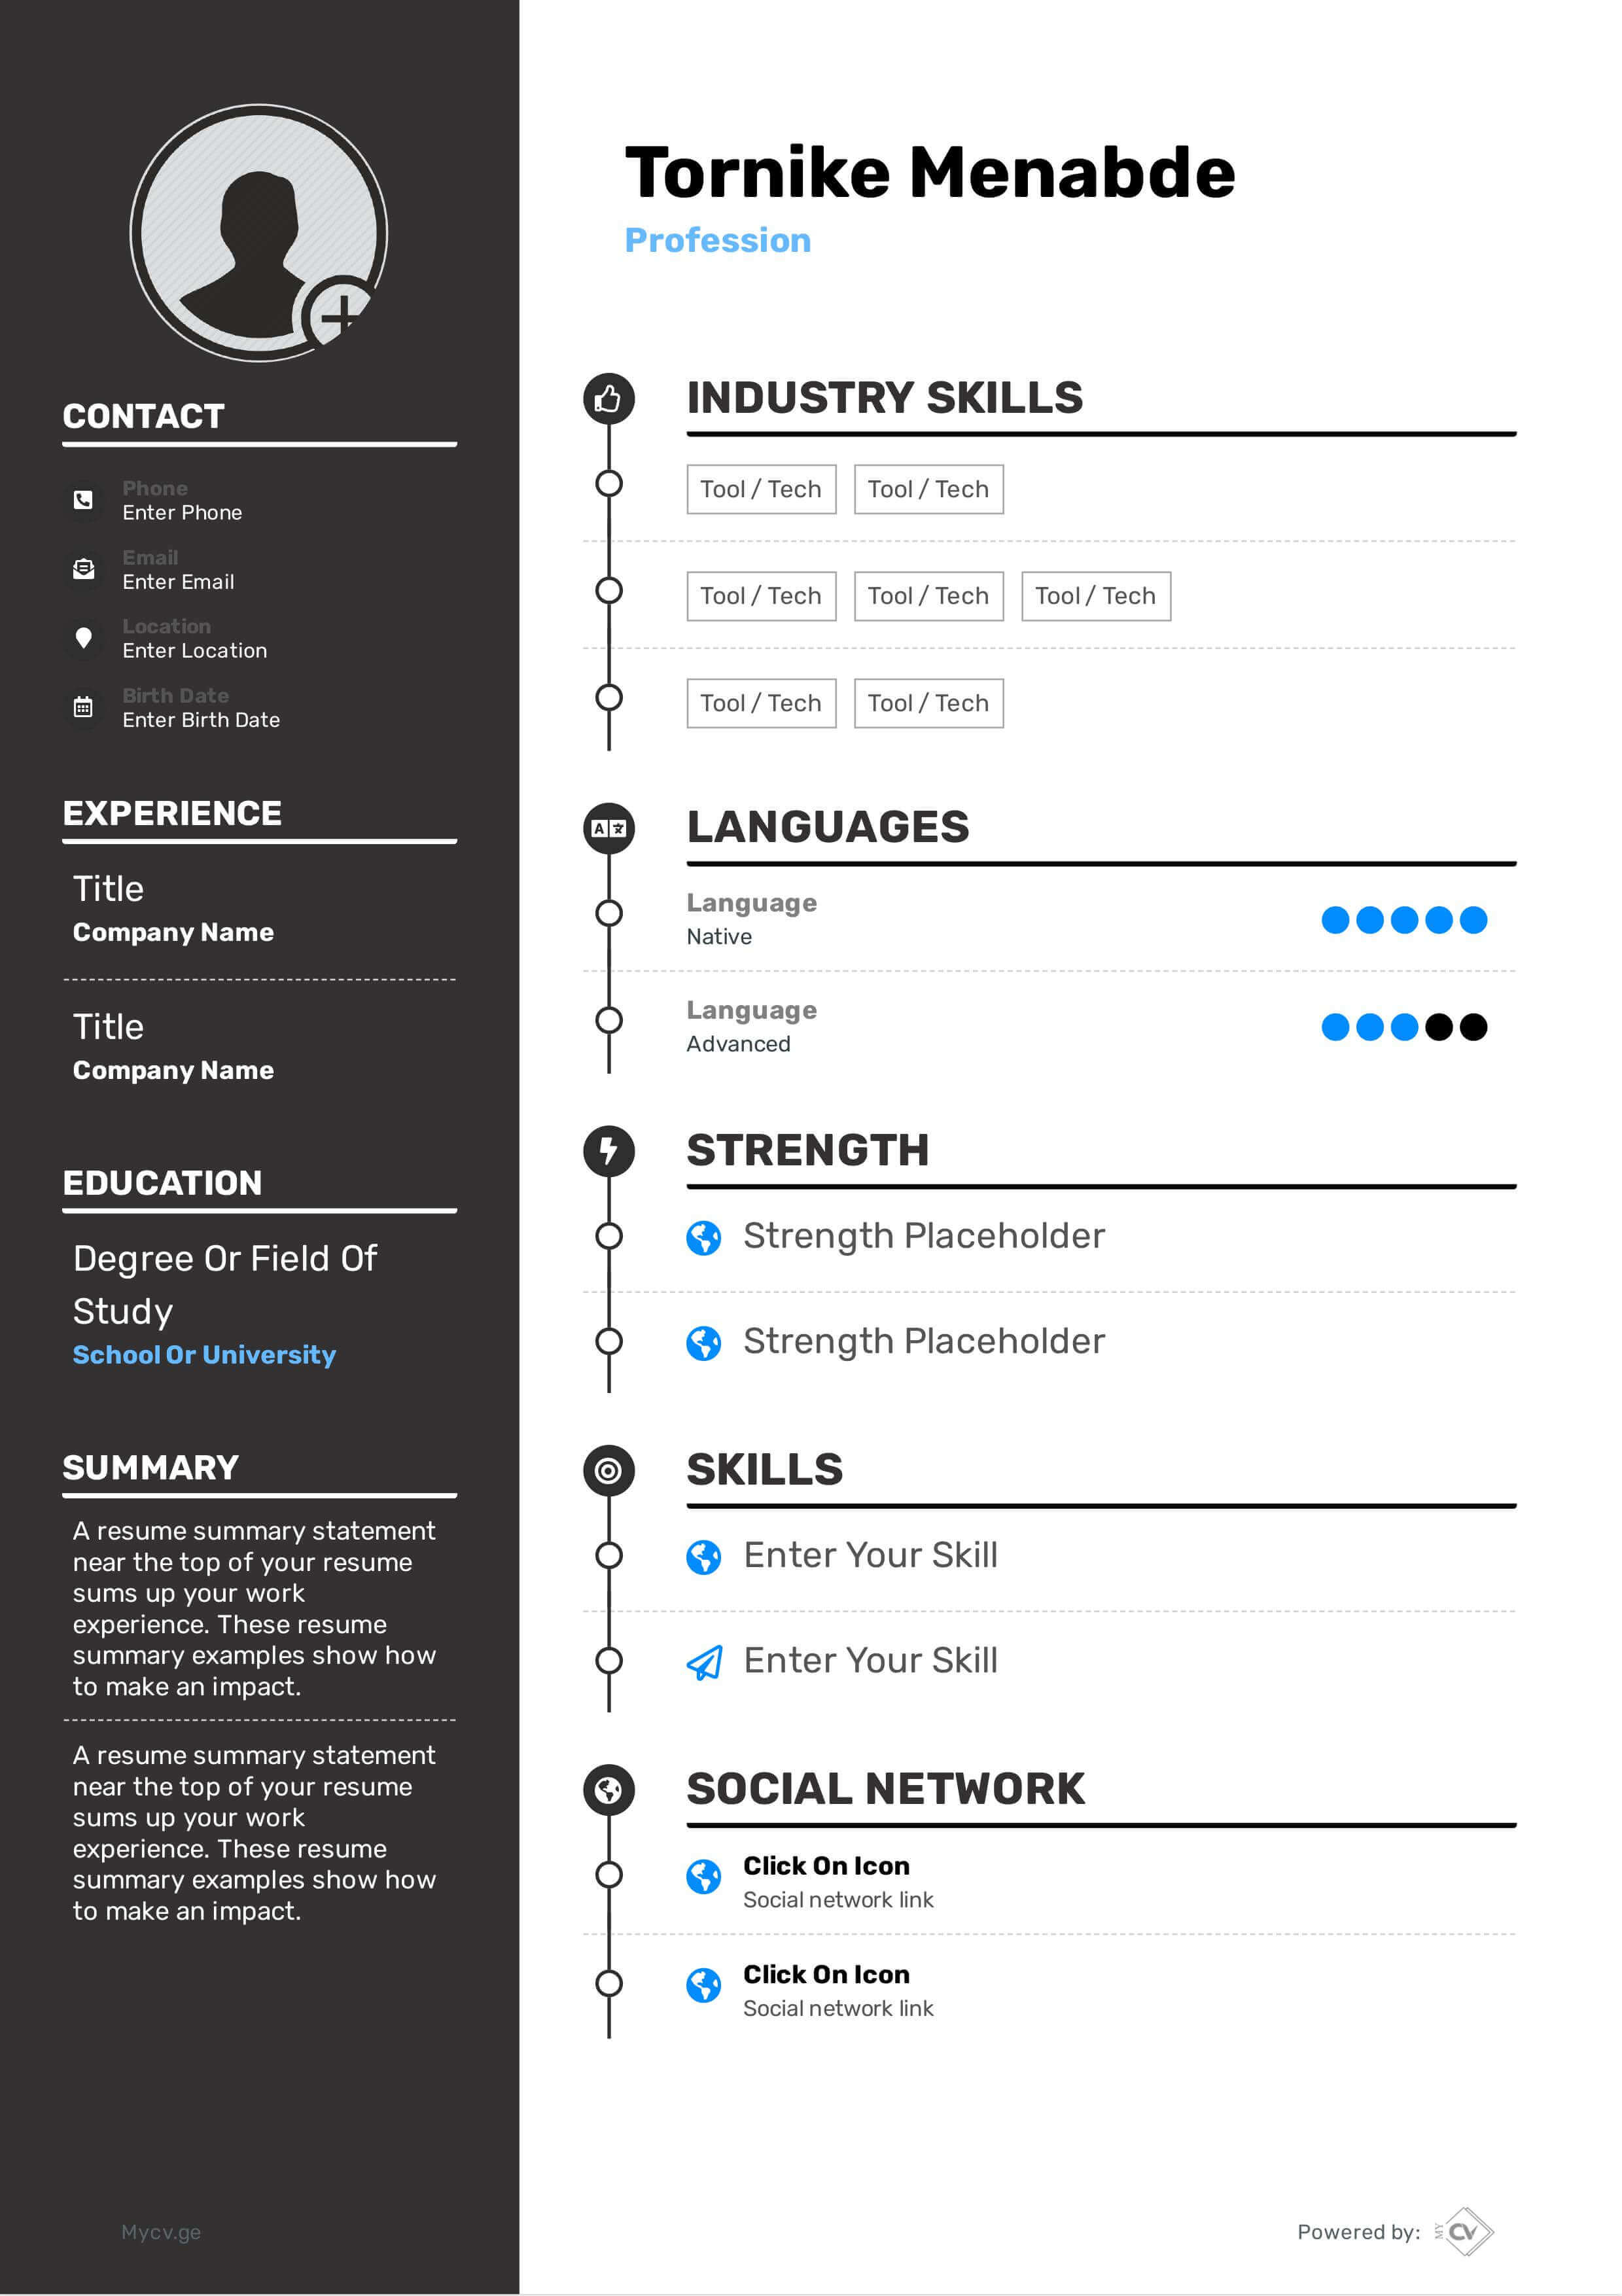 Tornike Menabde
Profession
CONTACT
Phone
Enter Phone
Email
Enter Email
Location
Enter Location
Birth Date
Enter Birth Date
EXPERIENCE
Title
Company Name
Title
Company Name
EDUCATION
Degree Or Field Of
Study
School Or University
SUMMARY
A resume summary statement
near the top of your resume
sums up your work
experience. These resume
summary examples show how
to make an impact.
A resume summary statement
near the top of your resume
sums up your work
experience. These resume
summary examples show how
to make an impact.
Mycv.ge
INDUSTRY SKILLS
Tool / Tech Tool / Tech
Tool / Tech Tool / Tech Tool / Tech
Tool / Tech Tool / Tech
LANGUAGES
Language
Native
Language
Advanced
STRENGTH
Strength Placeholder
Strength Placeholder
SKILLS
Enter Your Skill
Enter Your Skill
SOCIAL NETWORK
Click On Icon
Social network link
Click On Icon
Social network link
Powered by: MY CV